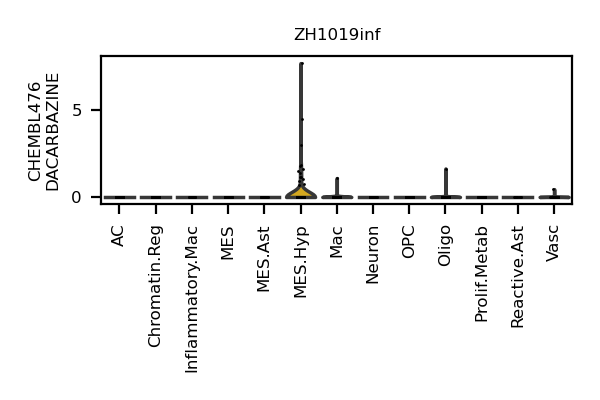 ZH1019inf
CHEMBL476
DACARBAZINE
5
0
AC
Chromatin.Reg
Inflammatory.Mac
MES
MES.Ast
MES.Hyp
Mac
Neuron
OPC
Oligo
Prolif.Metab
Reactive.Ast
Vasc